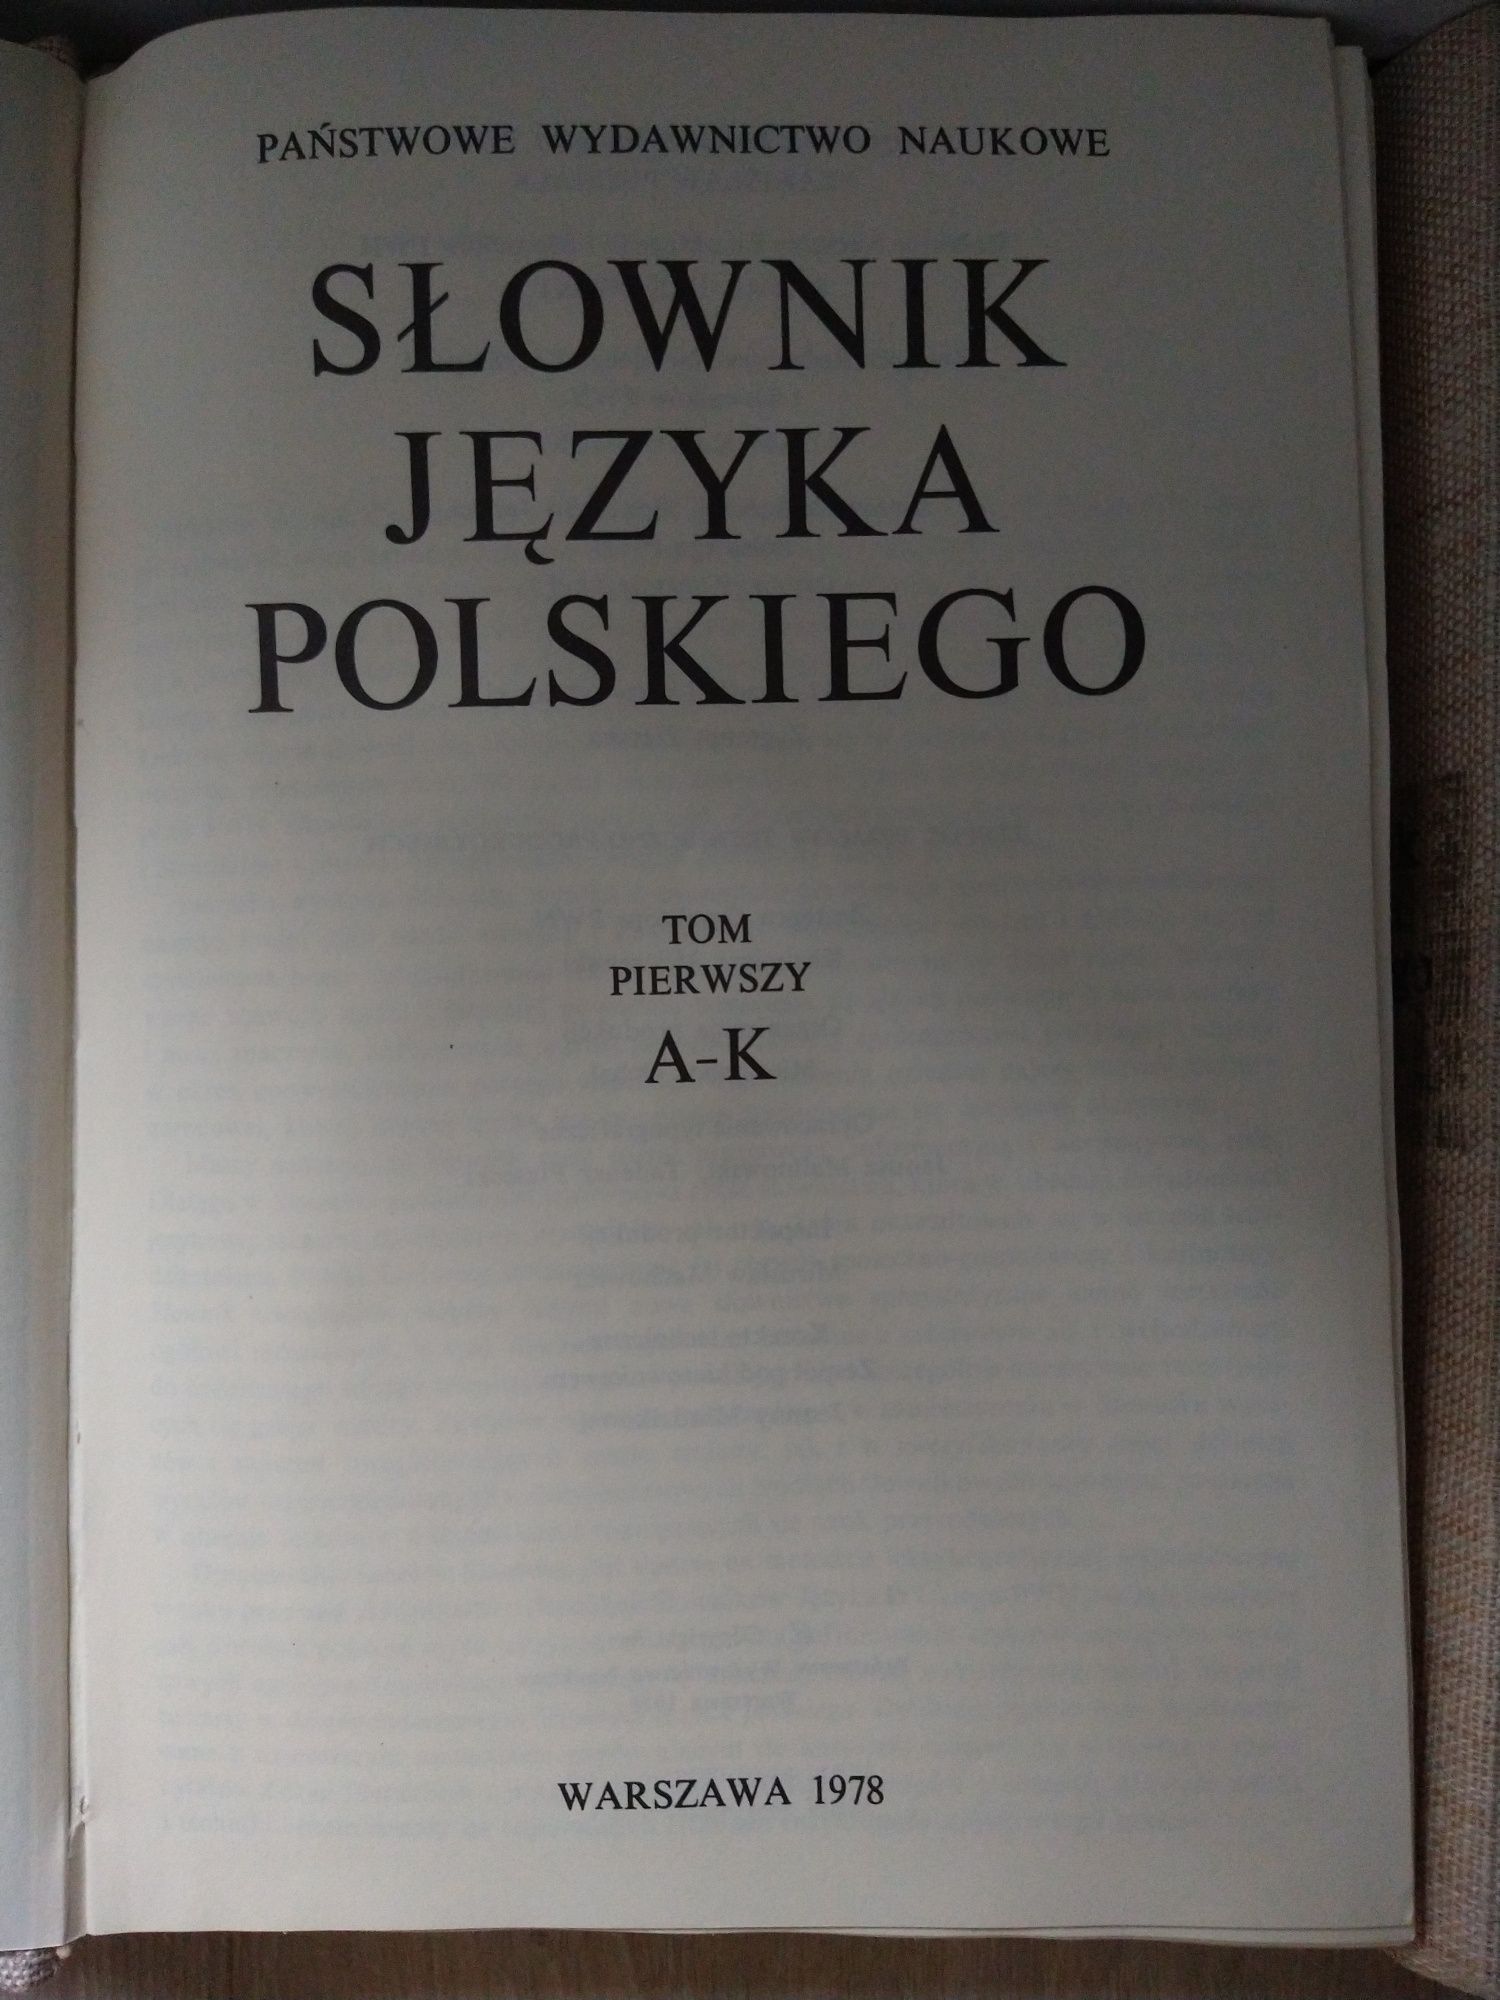 PAŃSTWOWE WYDAWNICTWO NAUKOWE
SŁOWNIK
JĘZYKA
POLSKIEGO
TOM
PIERWSZY
A-K
WARSZAWA 1978